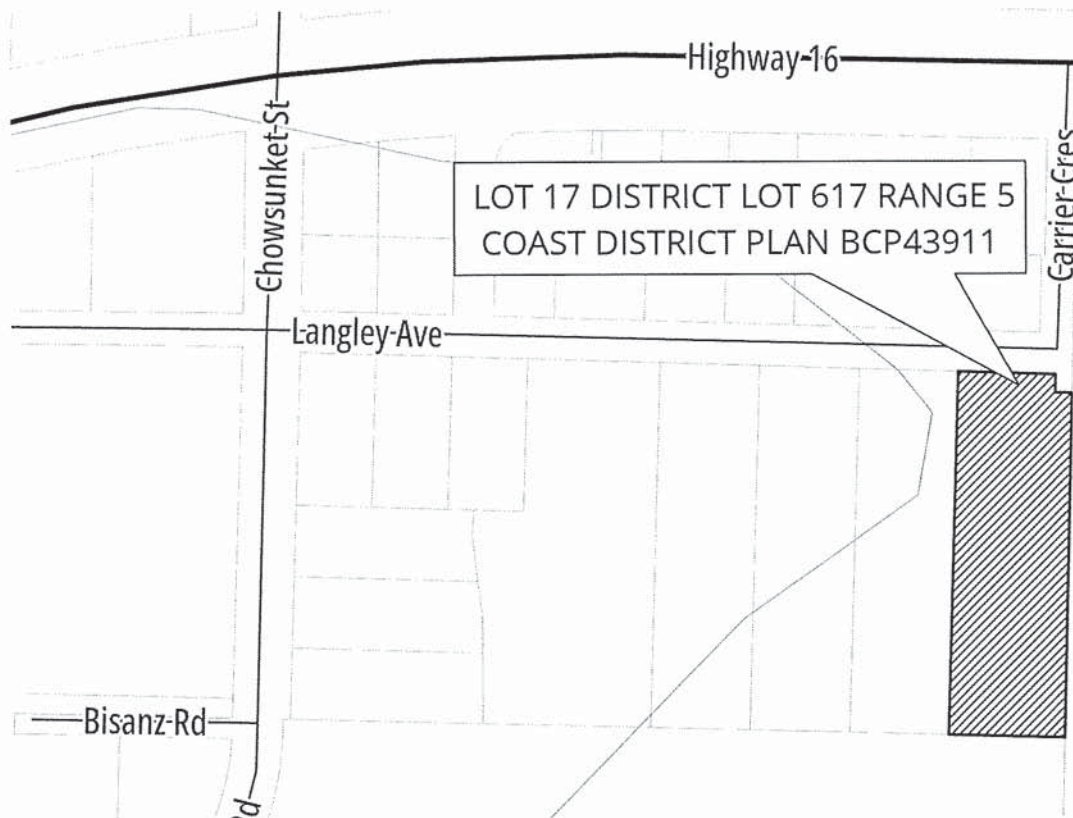 Highway 16
Chowsunket St
Carrier Cres
LOT 17 DISTRICT LOT 617 RANGE 5
COAST DISTRICT PLAN BCP43911
Langley Ave
Bisanz Rd
Rd